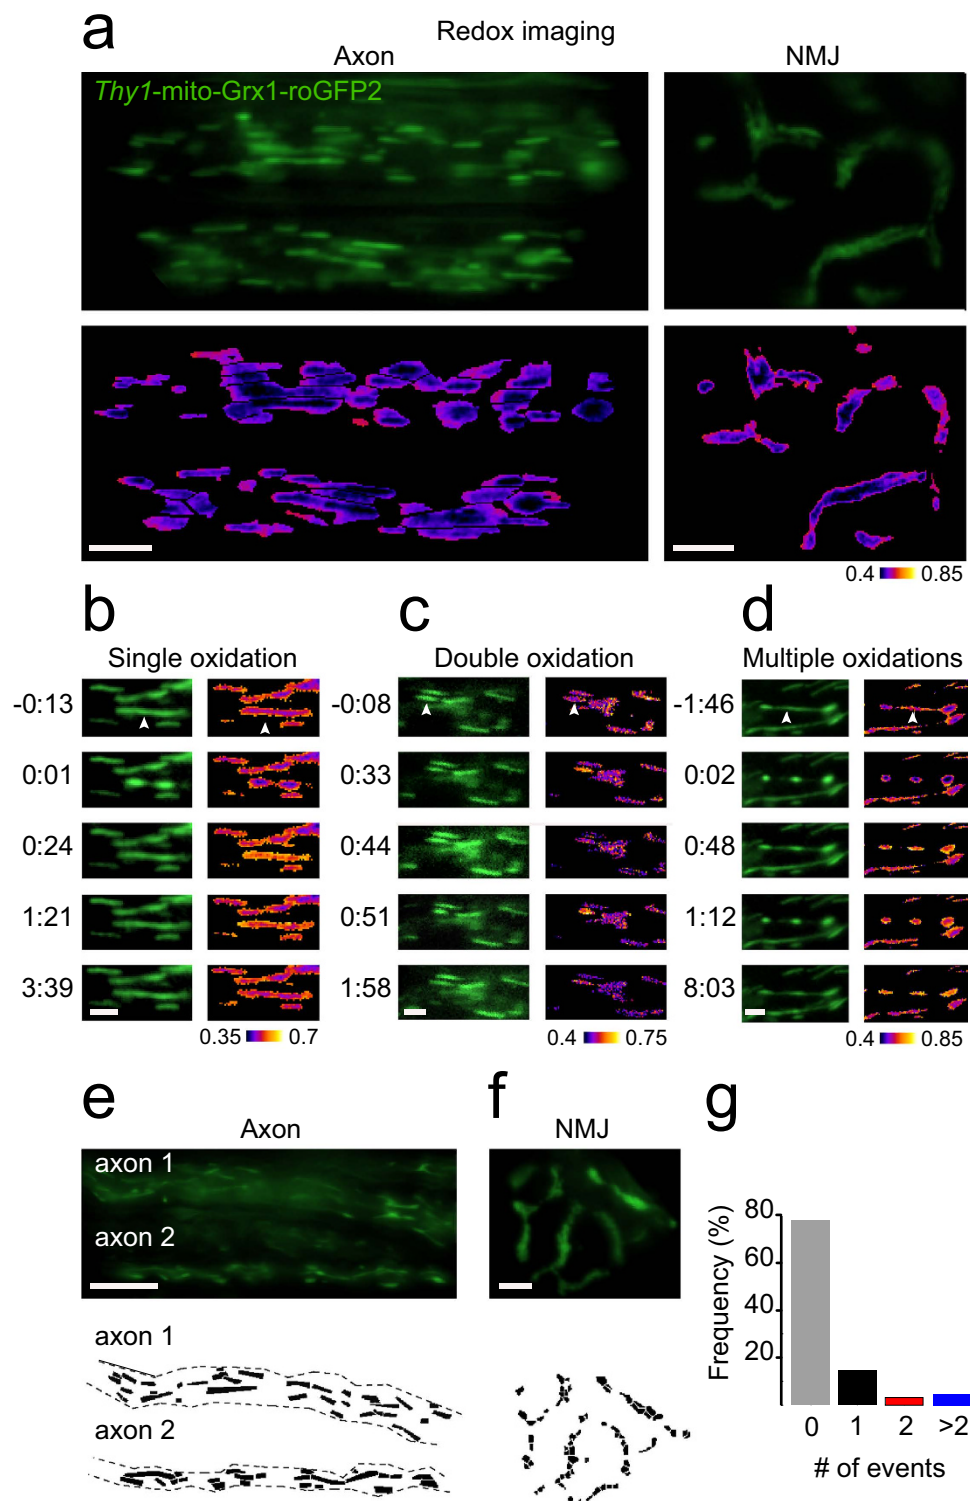 a
Redox imaging
Axon
NMJ
Thy1-mito-Grx1-roGFP2
0.4 0.85
b
c
d
Single oxidation
Double oxidation
Multiple oxidations
-0:13
0:01
0:24
1:21
3:39
0.35 0.7
-0:08
0:33
0:44
0:51
1:58
0.4 0.75
-1:46
0:02
0:48
1:12
8:03
0.4 0.85
e
Axon
axon 1
axon 2
axon 1
axon 2
f
NMJ
g
Frequency (%)
80
60
40
20
0 1 2 >2
# of events